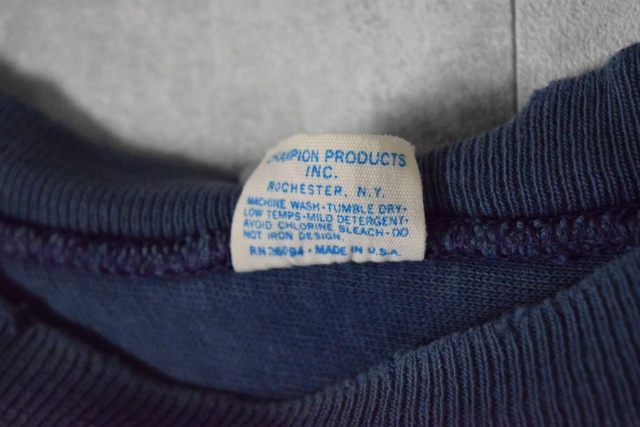 CHAMPION PRODUCTS
INC.
ROCHESTER, N.Y.
MACHINE WASH·TUMBLE DRY·
LOW TEMPS·MILD DETERGENT·
AVOID CHLORINE BLEACH·DO
NOT IRON DESIGN.
RN 26094 · MADE IN U.S.A.